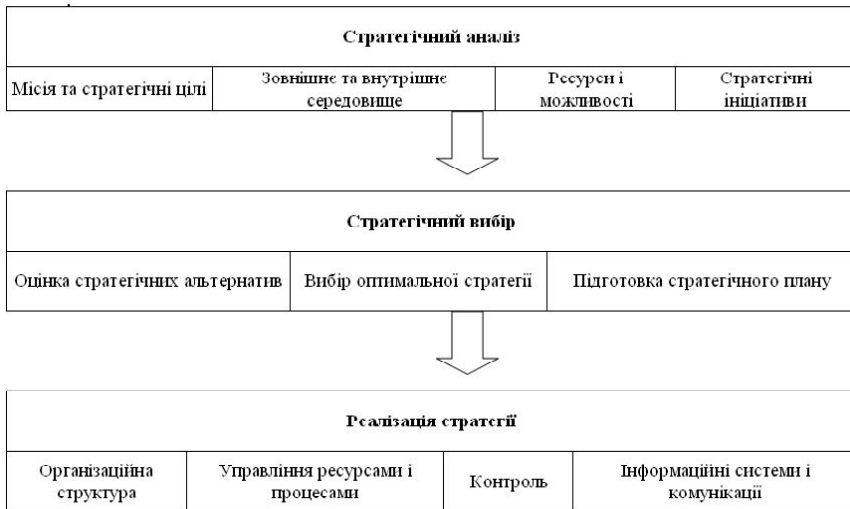 Стратегічний аналіз
Місія та стратегічні цілі
Зовнішнє та внутрішнє
середовище
Ресурси і
можливості
Стратегічні
ініціативи
Стратегічний вибір
Оцінка стратегічних альтернатив
Вибір оптимальної стратегії
Підготовка стратегічного плану
Реалізація стратегії
Організаційна
структура
Управління ресурсами і
процесами
Контроль
Інформаційні системи і
комунікації